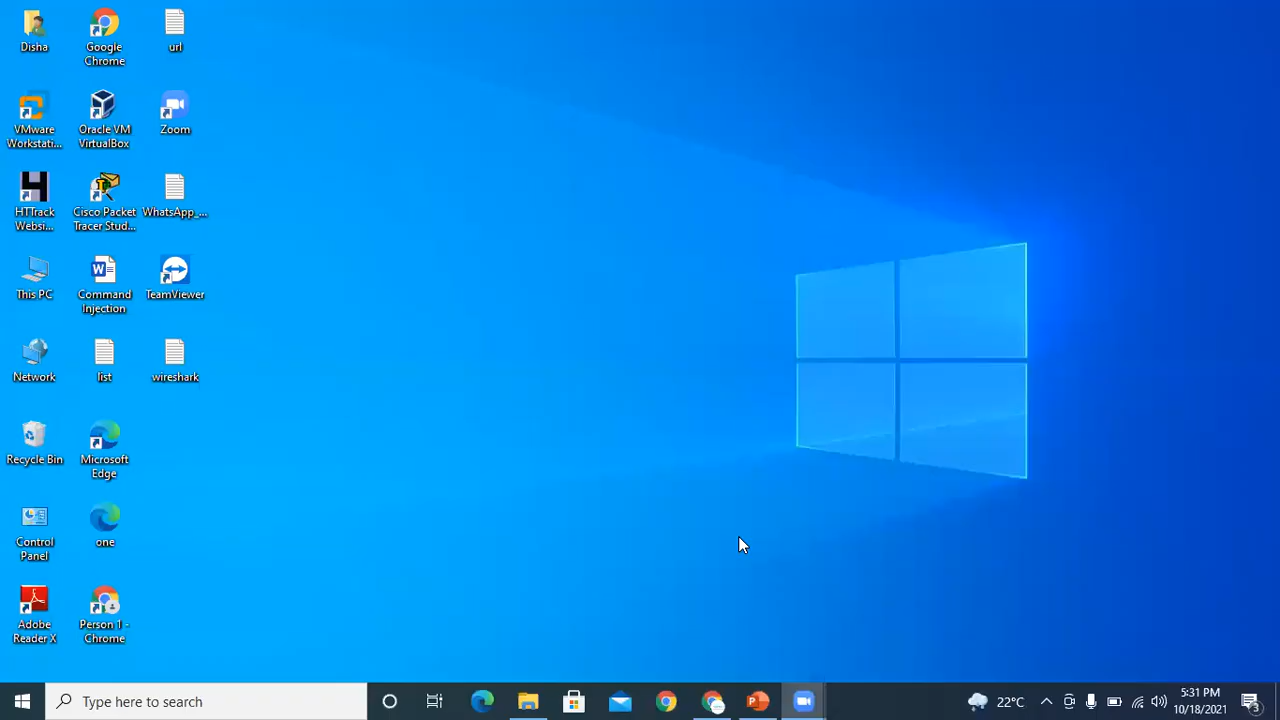 Disha
Google
Chrome
url
VMware
Workstati...
Oracle VM
VirtualBox
Zoom
HTTrack
Websi...
Cisco Packet
Tracer Stud...
WhatsApp_...
This PC
Command
Injection
TeamViewer
Network
list
wireshark
Recycle Bin
Microsoft
Edge
Control
Panel
one
Adobe
Reader X
Person 1 -
Chrome
Type here to search
22°C
5:31 PM
10/18/2021
3